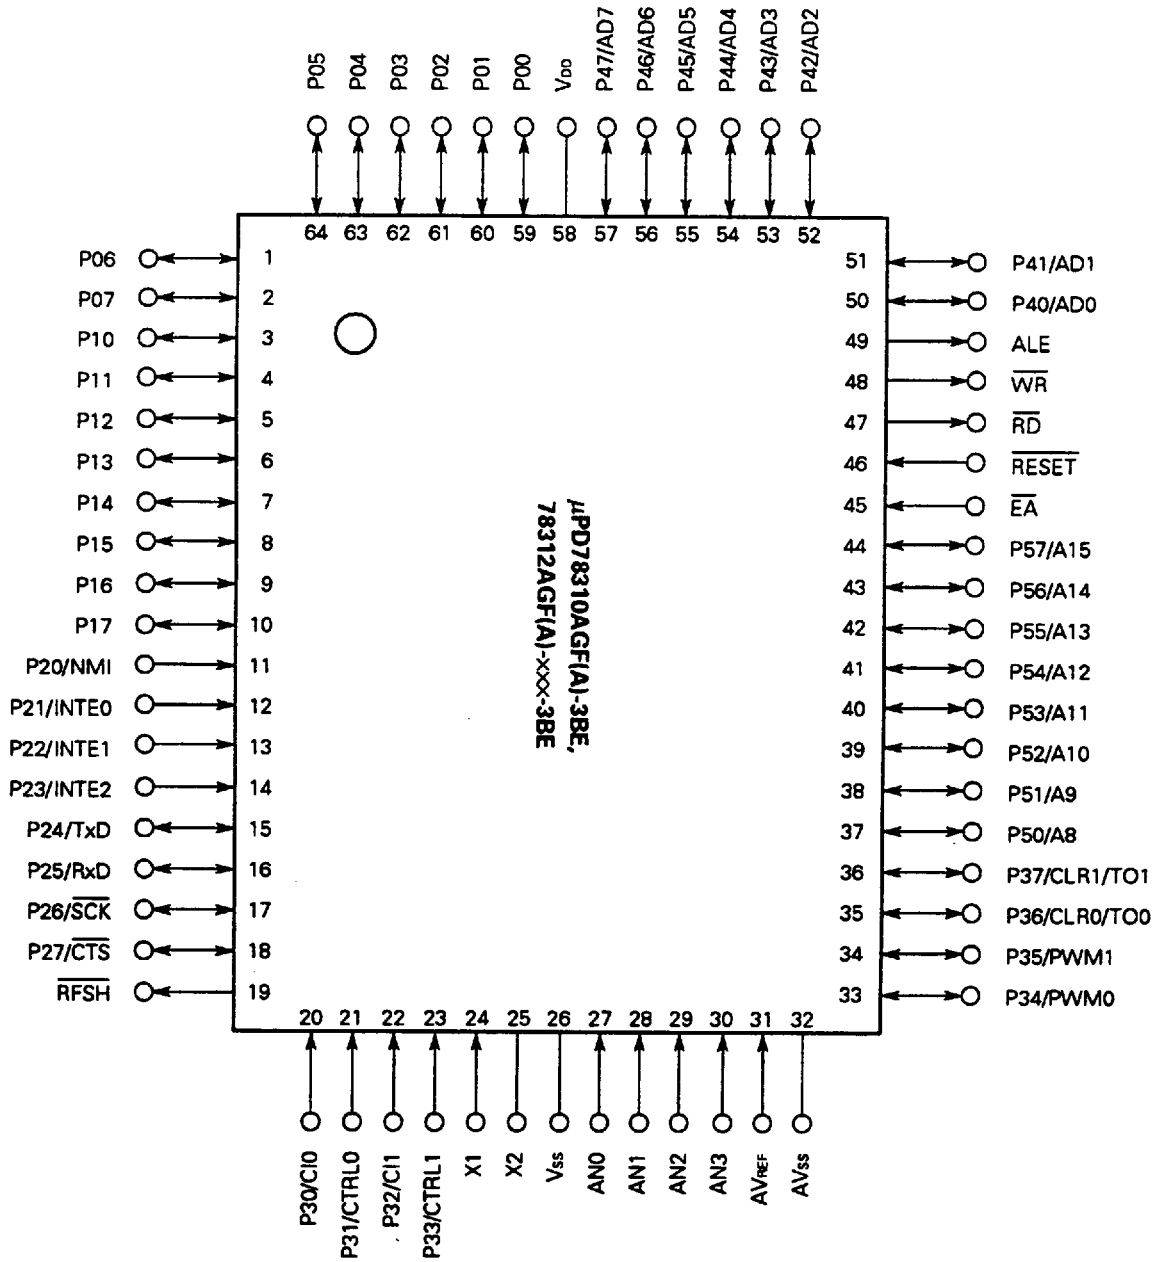 P05 P04 P03 P02 P01 P00 VDD P47/AD7 P46/AD6 P45/AD5 P44/AD4 P43/AD3 P42/AD2
64 63 62 61 60 59 58 57 56 55 54 53 52
P06 1 51 P41/AD1
P07 2 50 P40/AD0
P10 3 49 ALE
P11 4 48 W̅R̅
P12 5 47 R̅D̅
P13 6 46 R̅E̅S̅E̅T̅
P14 7 45 E̅A̅
P15 8 44 P57/A15
P16 9 43 P56/A14
P17 10 42 P55/A13
P20/NMI 11 41 P54/A12
P21/INTE0 12 40 P53/A11
P22/INTE1 13 39 P52/A10
P23/INTE2 14 38 P51/A9
P24/TxD 15 37 P50/A8
P25/RxD 16 36 P37/CLR1/TO1
P26/S̅C̅K̅ 17 35 P36/CLR0/TO0
P27/C̅T̅S̅ 18 34 P35/PWM1
R̅F̅S̅H̅ 19 33 P34/PWM0
μPD78310AGF(A)-3BE,
78312AGF(A)-×××-3BE
20 21 22 23 24 25 26 27 28 29 30 31 32
P30/CI0 P31/CTRL0 P32/CI1 P33/CTRL1 X1 X2 VSS AN0 AN1 AN2 AN3 AVREF AVSS